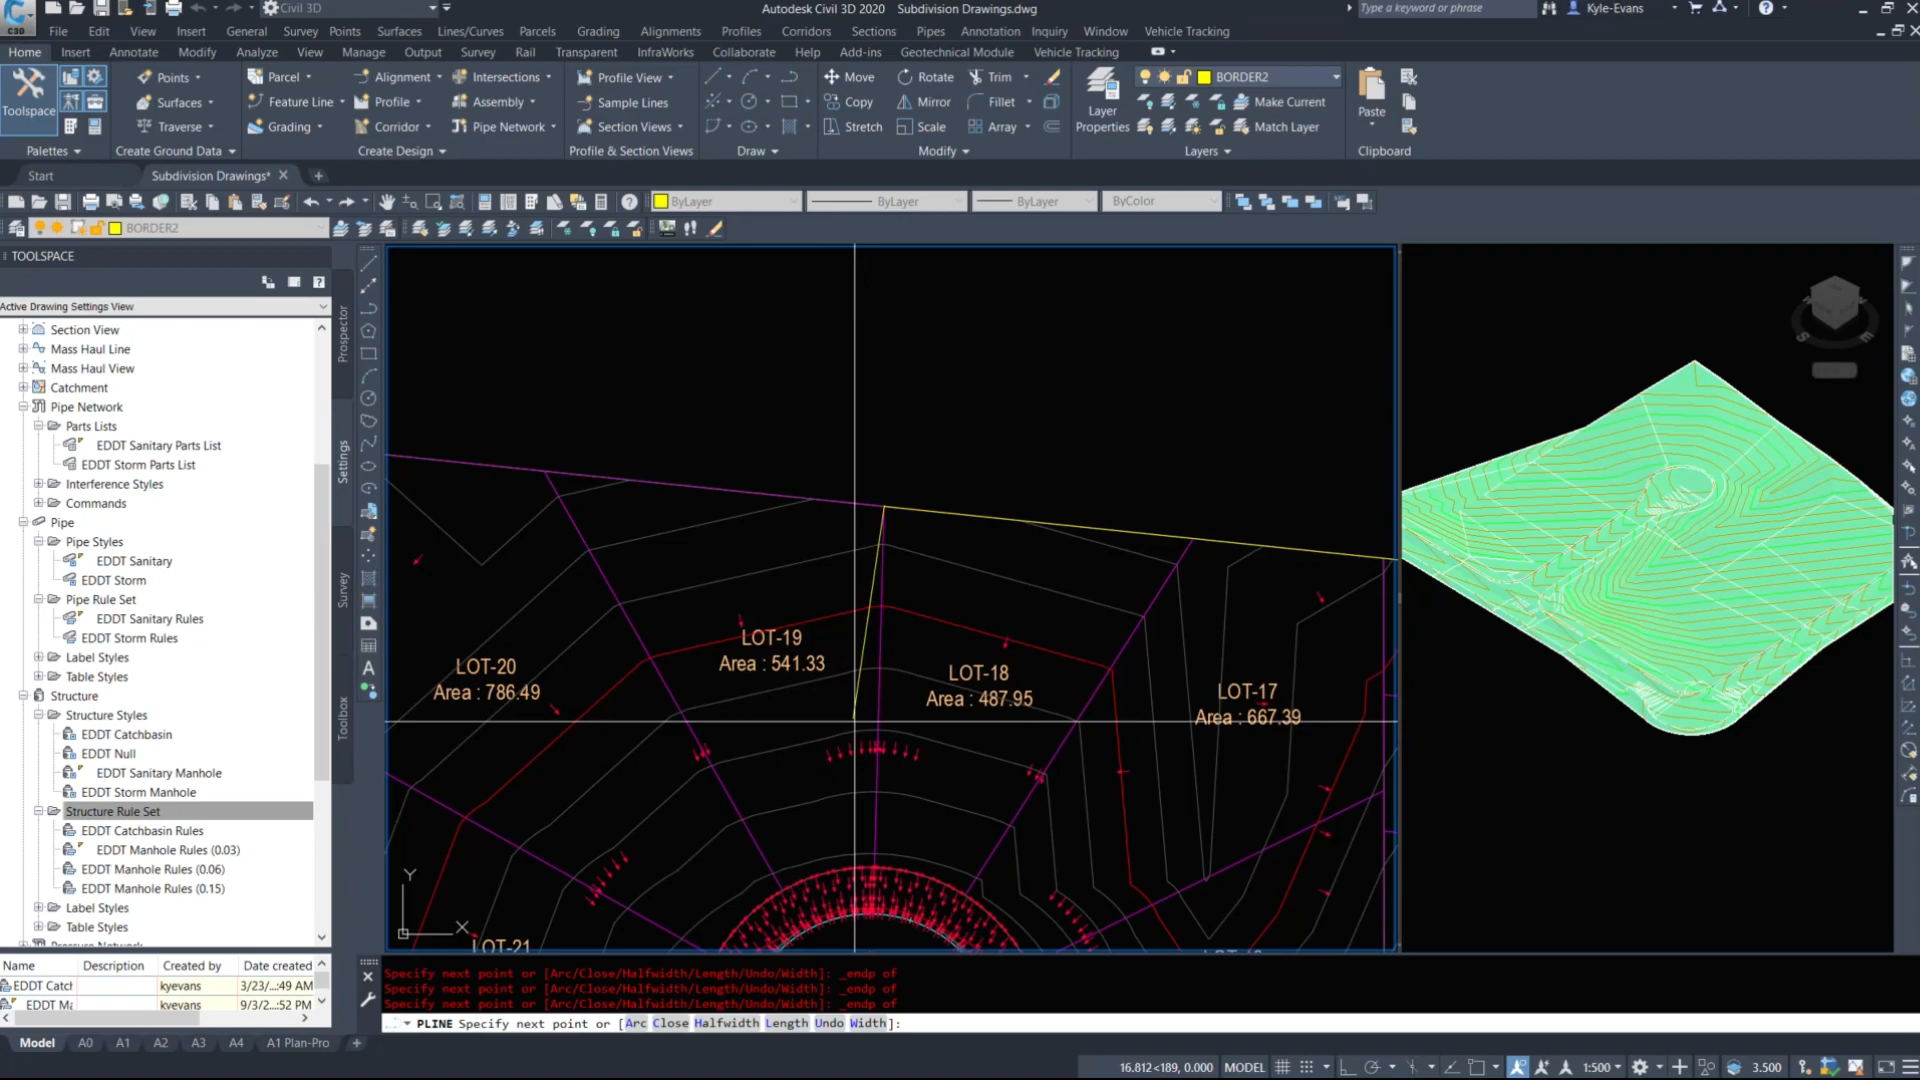 C3D
Civil 3D
Autodesk Civil 3D 2020 Subdivision Drawings.dwg
Type a keyword or phrase
Kyle-Evans
File Edit View Insert General Survey Points Surfaces Lines/Curves Parcels Grading Alignments Profiles Corridors Sections Pipes Annotation Inquiry Window Vehicle Tracking
Home Insert Annotate Modify Analyze View Manage Output Survey Rail Transparent InfraWorks Collaborate Help Add-ins Geotechnical Module Vehicle Tracking
Points Parcel Alignment Intersections Profile View Move Rotate Trim BORDER2
Toolspace Surfaces Feature Line Profile Assembly Sample Lines Copy Mirror Fillet Layer Properties Make Current Paste
Traverse Grading Corridor Pipe Network Section Views Stretch Scale Array Match Layer
Palettes Create Ground Data Create Design Profile & Section Views Draw Modify Layers Clipboard
Start Subdivision Drawings*
ByLayer ByLayer ByLayer ByColor
BORDER2
TOOLSPACE
Active Drawing Settings View
Section View
Mass Haul Line
Mass Haul View
Catchment
Pipe Network
Parts Lists
EDDT Sanitary Parts List
EDDT Storm Parts List
Interference Styles
Commands
Pipe
Pipe Styles
EDDT Sanitary
EDDT Storm
Pipe Rule Set
EDDT Sanitary Rules
EDDT Storm Rules
Label Styles
Table Styles
Structure
Structure Styles
EDDT Catchbasin
EDDT Null
EDDT Sanitary Manhole
EDDT Storm Manhole
Structure Rule Set
EDDT Catchbasin Rules
EDDT Manhole Rules (0.03)
EDDT Manhole Rules (0.06)
EDDT Manhole Rules (0.15)
Label Styles
Table Styles
Prospector
Settings
Survey
Toolbox
Name Description Created by Date created
EDDT Catch kyevans 3/23/...:49 AM
EDDT Ma kyevans 9/3/2...:52 PM
LOT-20
Area : 786.49
LOT-19
Area : 541.33
LOT-18
Area : 487.95
LOT-17
Area : 667.39
LOT-21
Y
X
S
E
Specify next point or [Arc/Close/Halfwidth/Length/Undo/Width]: _endp of
Specify next point or [Arc/Close/Halfwidth/Length/Undo/Width]: _endp of
Specify next point or [Arc/Close/Halfwidth/Length/Undo/Width]: _endp of
PLINE Specify next point or [Arc Close Halfwidth Length Undo Width]:
Model A0 A1 A2 A3 A4 A1 Plan-Pro
16.812<189, 0.000 MODEL 1:500 3.500